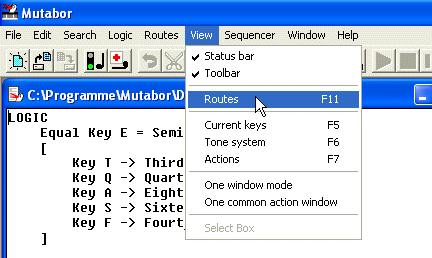 Mutabor
File Edit Search Logic Routes View Sequencer Window Help
Status bar
Toolbar
Routes F11
Current keys F5
Tone system F6
Actions F7
One window mode
One common action window
Select Box
C:\Programme\Mutabor\D
LOGIC
Equal Key E = Semi
[
Key T -> Third
Key Q -> Quart
Key A -> Eight
Key S -> Sixte
Key F -> Fourt
]